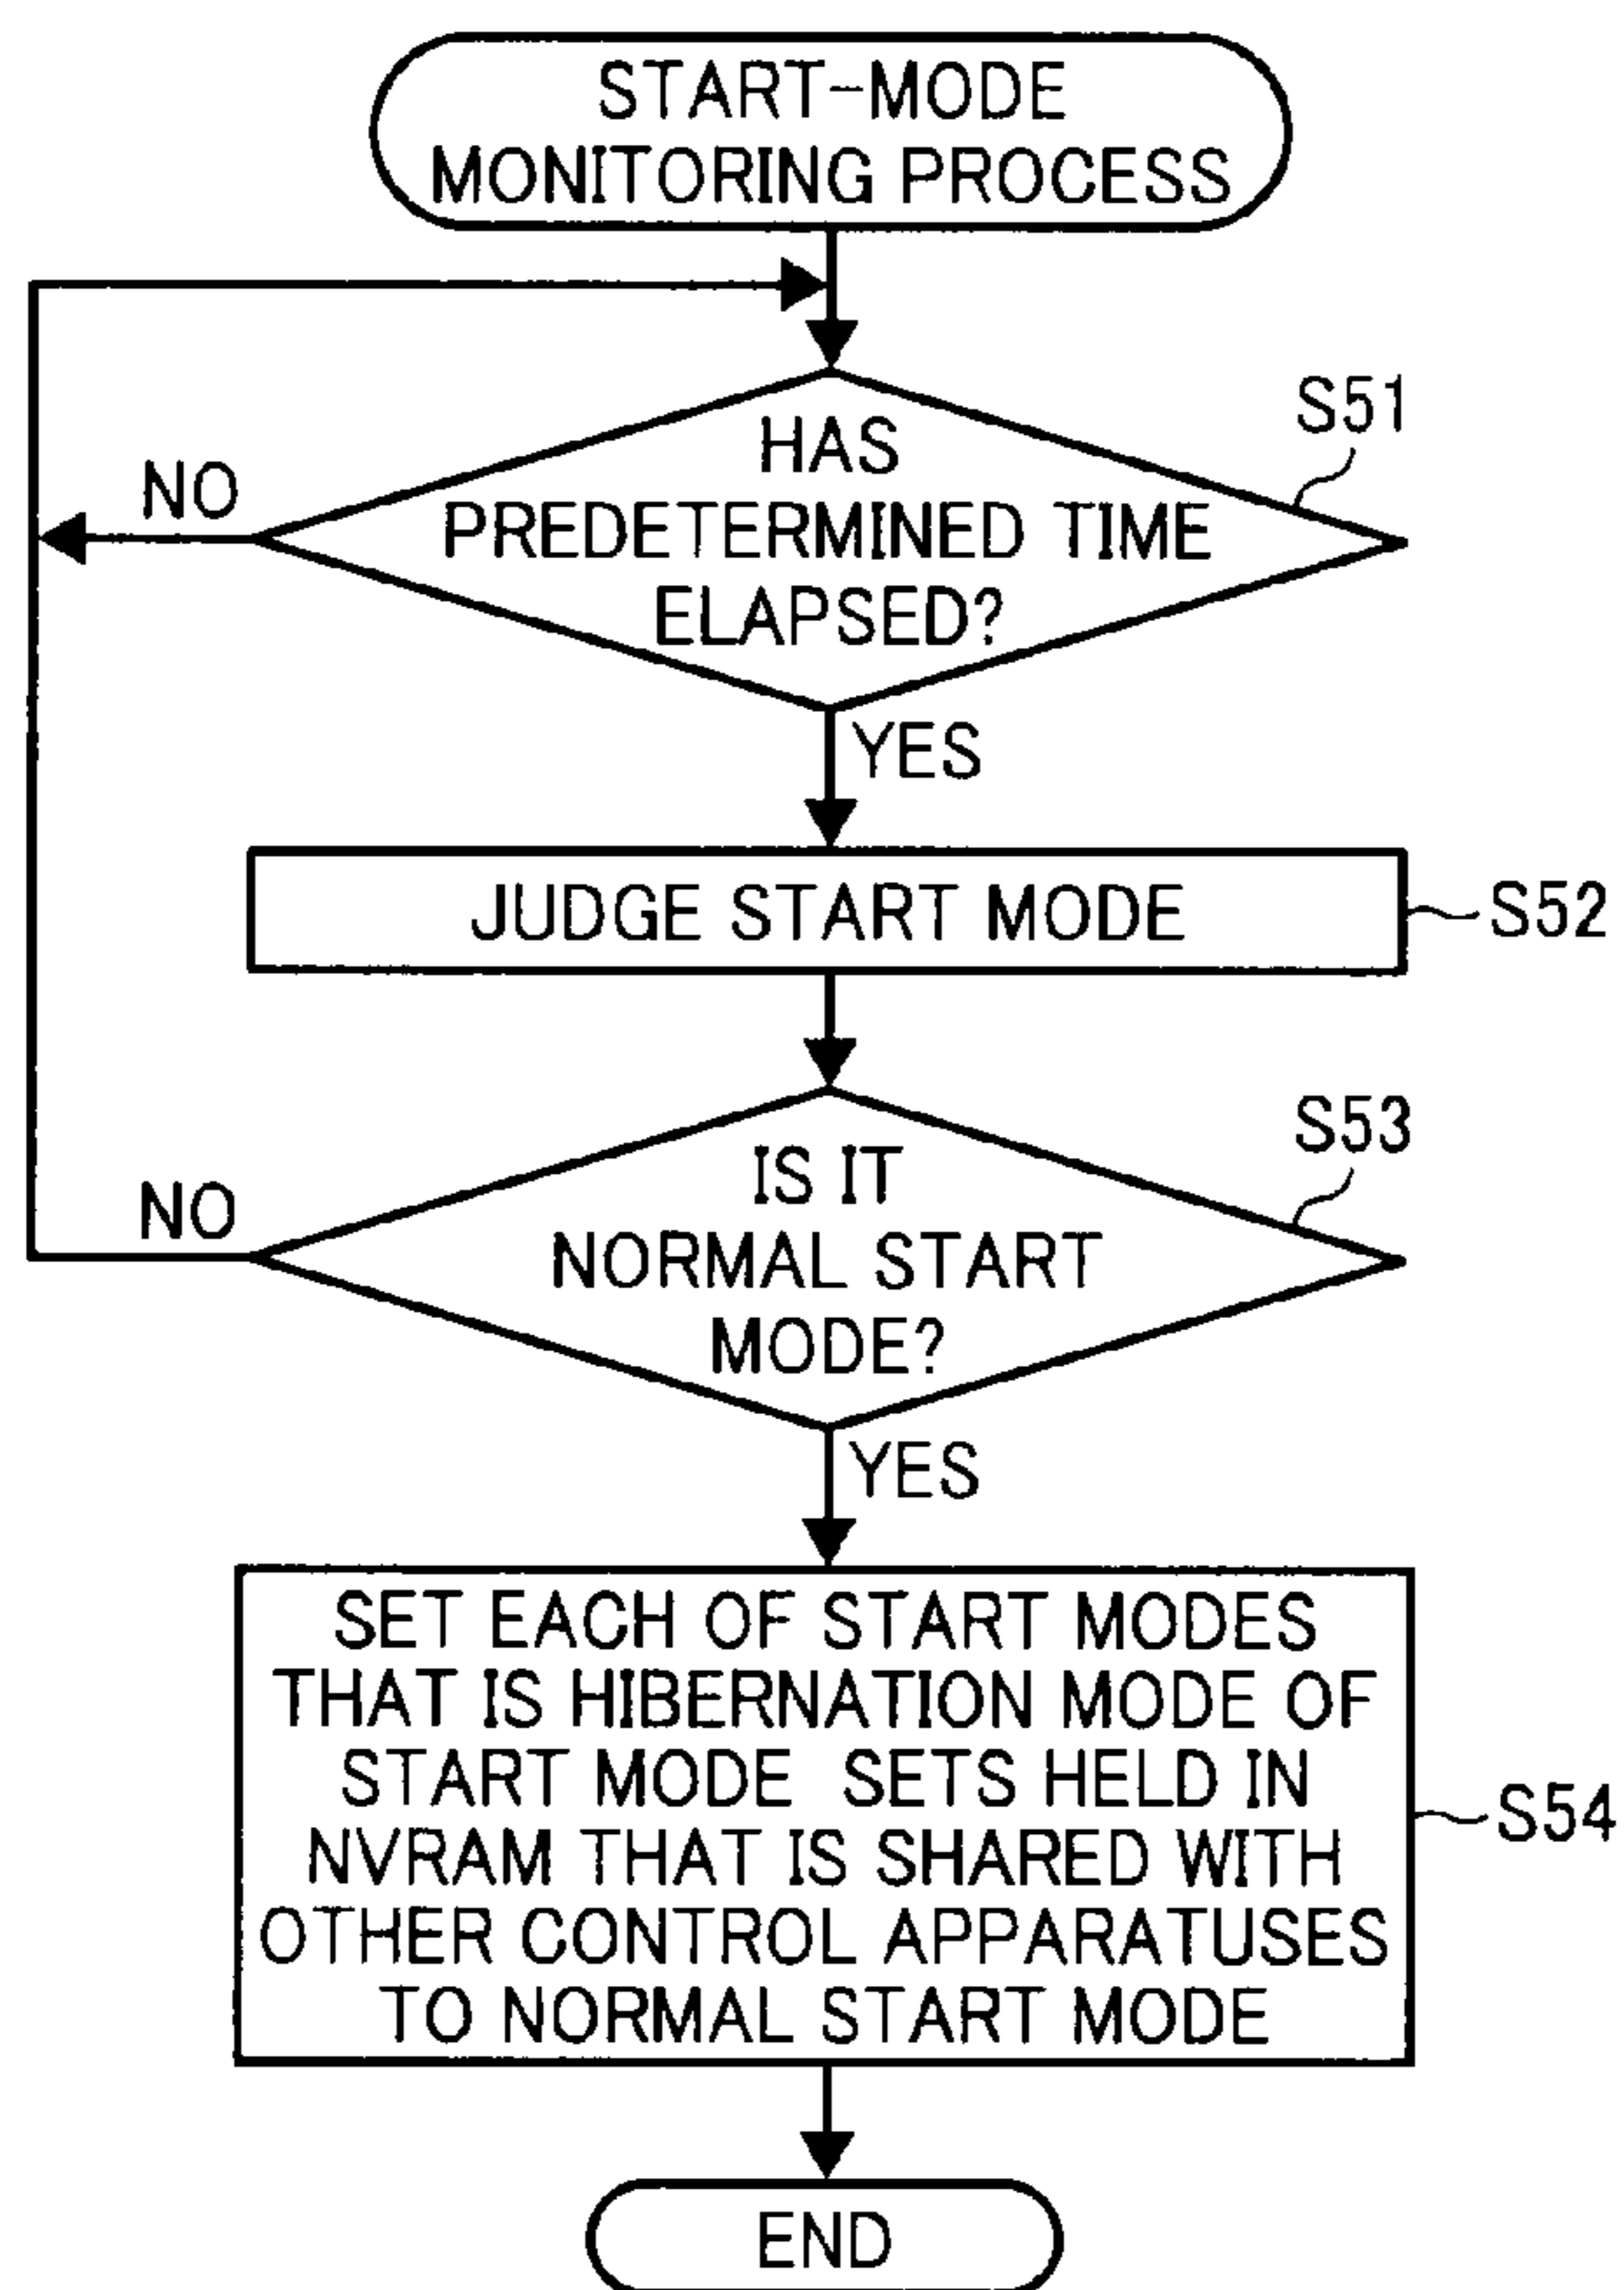 START-MODE
MONITORING PROCESS
S51
HAS
PREDETERMINED TIME
ELAPSED?
NO
YES
JUDGE START MODE
S52
S53
IS IT
NORMAL START
MODE?
NO
YES
SET EACH OF START MODES
THAT IS HIBERNATION MODE OF
START MODE SETS HELD IN
NVRAM THAT IS SHARED WITH
OTHER CONTROL APPARATUSES
TO NORMAL START MODE
S54
END